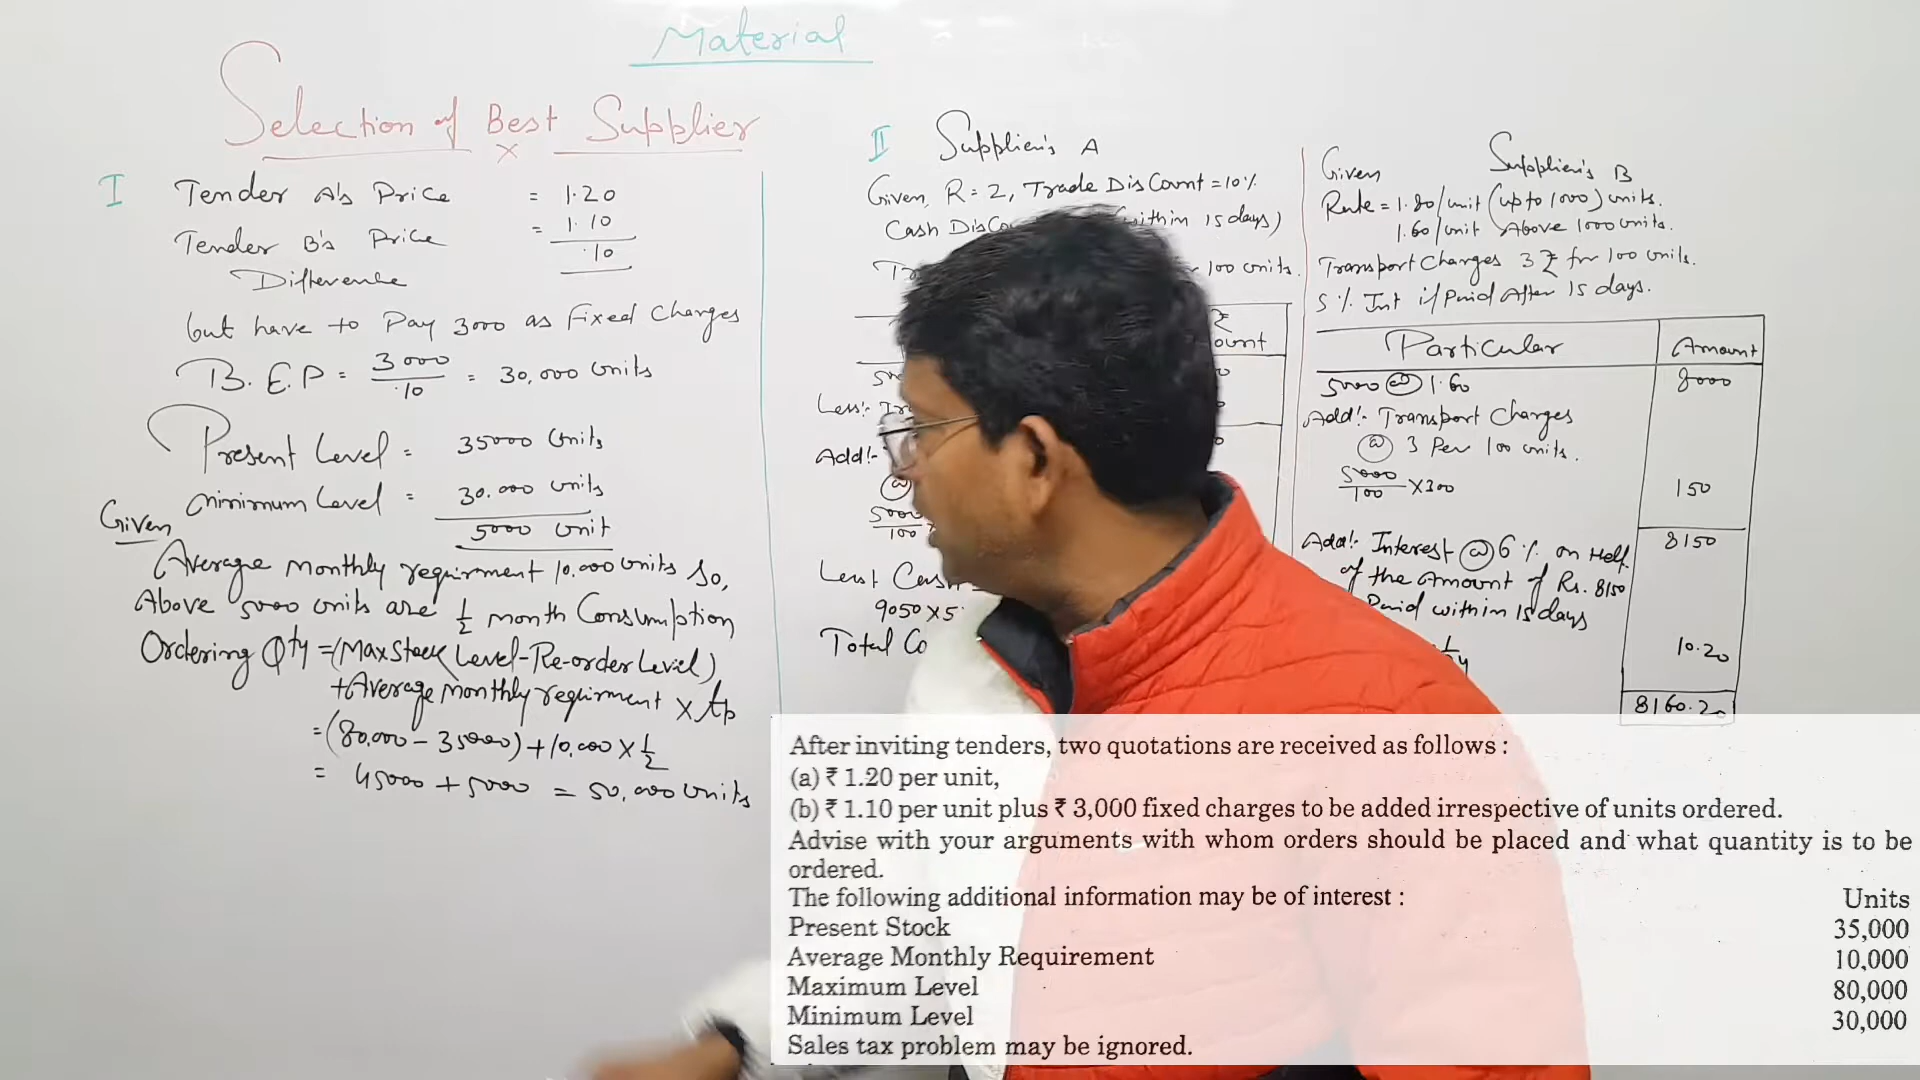 Material
Selection of Best Supplier
I
Tender A's Price = 1.20
Tender B's Price = 1.10
Difference .10
but have to Pay 3000 as Fixed Charges
B.E.P = 3000/.10 = 30,000 units
Present Level = 35000 Units
Minimum Level = 30.000 units
5000 unit
Given
Average monthly requirment 10.000 units So,
Above 5000 units are 1/2 month Consumption
Ordering Qty = (Max Stock Level - Re-order Level)
+ Average monthly requirment x
= (80,000 - 35000) + 10,000 x 1/2
= 45000 + 5000 = 50,000 units
II Supplier's A
Given, R = 2, Trade DisCount = 10%
Cash DisCo (within 15 days)
100 units.
₹
ount
Less:-
Add:-
100
Less Cas
9050 x 5
Total Co
Supplier's B
Given
Rate = 1.80/unit (up to 1000) units.
1.60/unit Above 1000 units.
Transport Charges 3 ₹ for 100 units.
5% Int if Paid After 15 days.
Particular Amount
5000 @ 1.60 8000
Add:- Transport Charges
@ 3 Per 100 units.
5000/100 x 300 150
8150
Add:- Interest @ 6% on Half
of the Amount of Rs. 8150
Paid within 15 days
10.20
8160.20
After inviting tenders, two quotations are received as follows :
(a) ₹ 1.20 per unit,
(b) ₹ 1.10 per unit plus ₹ 3,000 fixed charges to be added irrespective of units ordered.
Advise with your arguments with whom orders should be placed and what quantity is to be
ordered.
The following additional information may be of interest : Units
Present Stock 35,000
Average Monthly Requirement 10,000
Maximum Level 80,000
Minimum Level 30,000
Sales tax problem may be ignored.